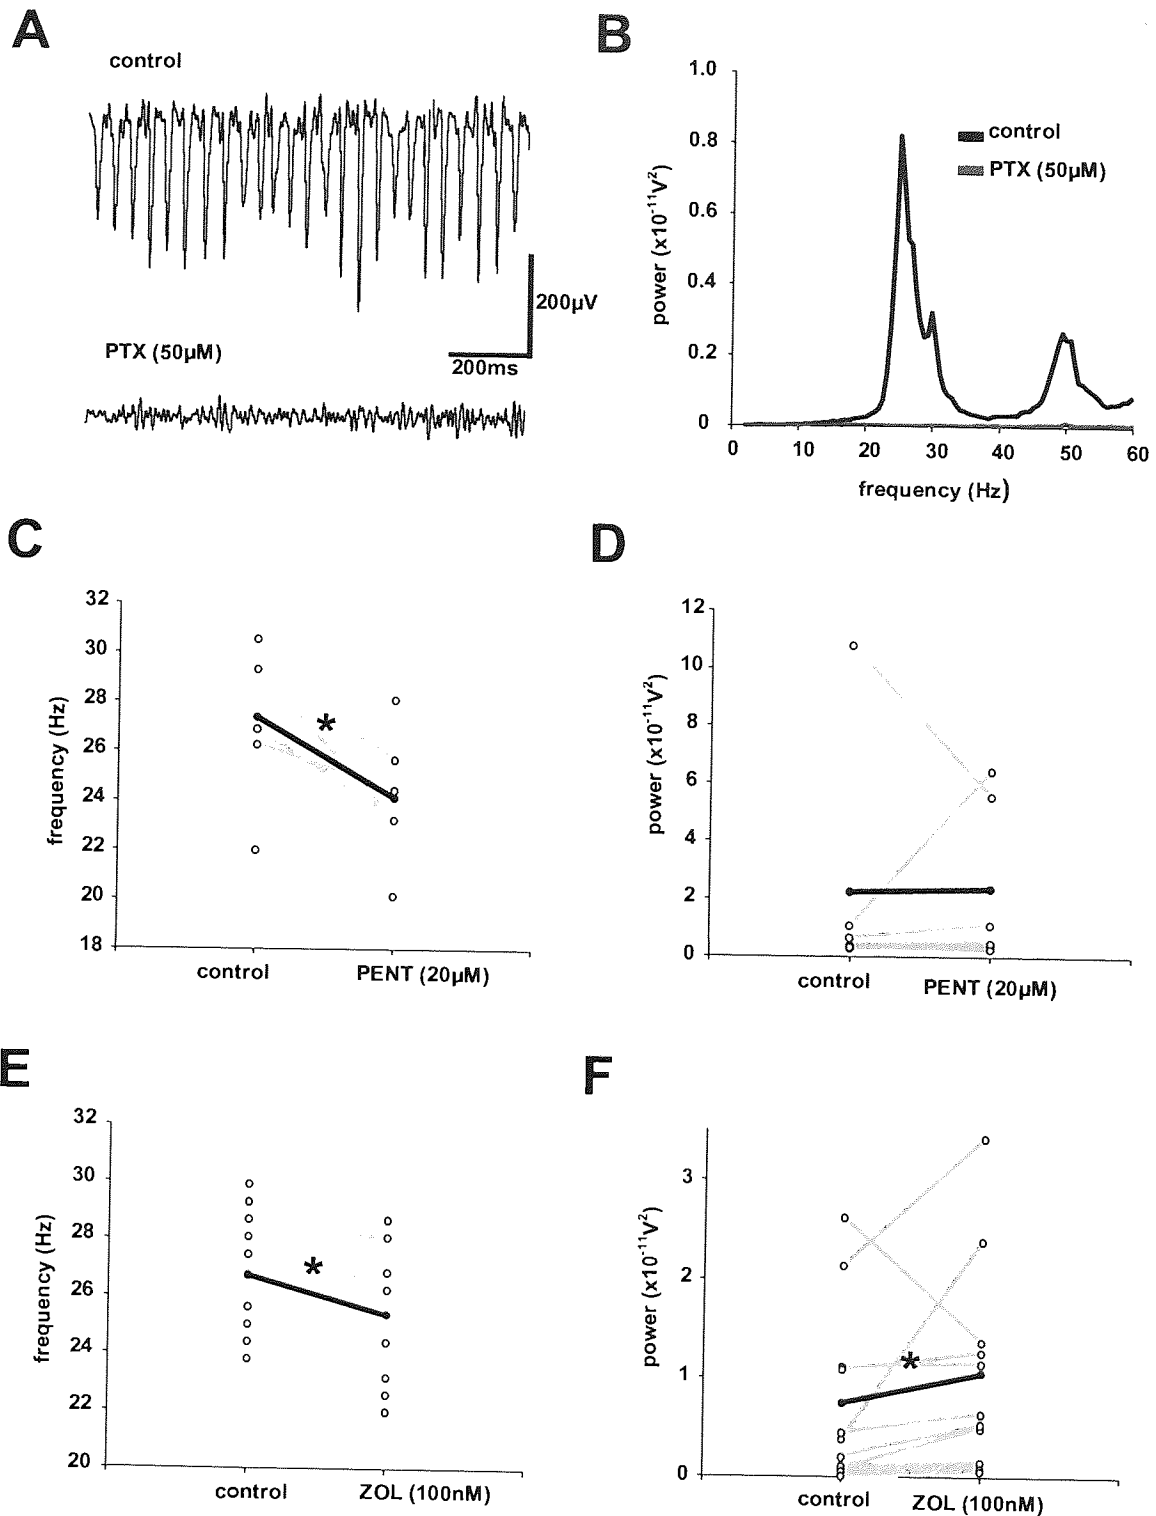 A
control
200µV
200ms
PTX (50µM)
B
1.0
0.8
0.6
0.4
0.2
0
power (x10⁻¹¹V²)
control
PTX (50µM)
0 10 20 30 40 50 60
frequency (Hz)
C
32
30
28
26
24
22
20
18
frequency (Hz)
*
control PENT (20µM)
D
12
10
8
6
4
2
0
power (x10⁻¹¹V²)
control PENT (20µM)
E
32
30
28
26
24
22
20
frequency (Hz)
*
control ZOL (100nM)
F
3
2
1
0
power (x10⁻¹¹V²)
*
control ZOL (100nM)